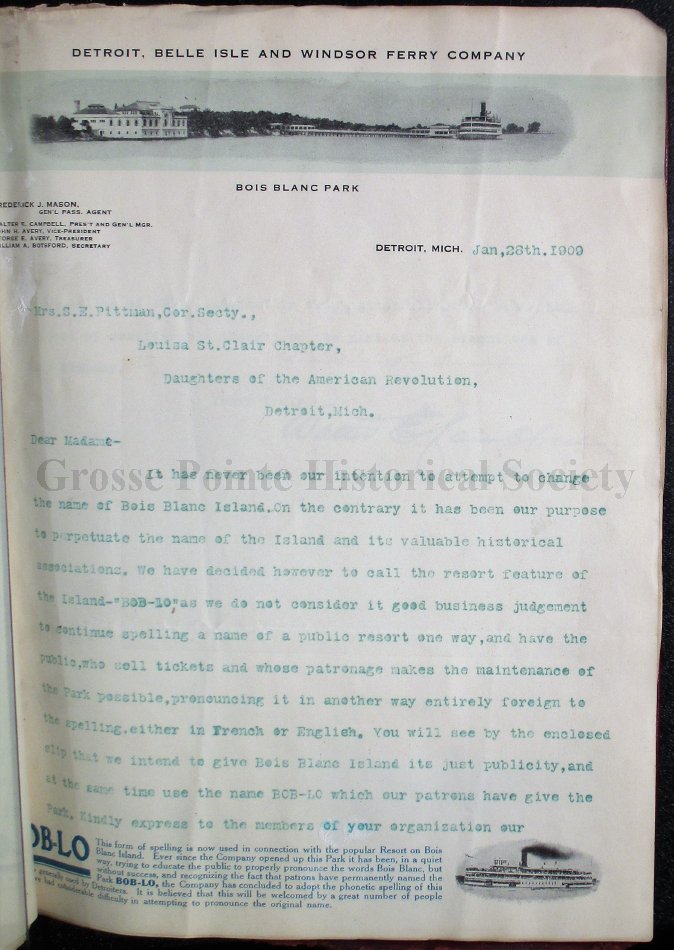 DETROIT, BELLE ISLE AND WINDSOR FERRY COMPANY
BOIS BLANC PARK
REDERICK J. MASON,
GEN'L PASS. AGENT
ALTER E. CAMPBELL, PRES'T AND GEN'L MGR.
OHN H. AVERY, VICE-PRESIDENT
EORGE E. AVERY, TREASURER
ILLIAM A. BOTSFORD, SECRETARY
DETROIT, MICH. Jan,28th.1909
Mrs.S.E.Pittman,Cor.Secty.,
Louisa St.Clair Chapter,
Daughters of the American Revolution,
Detroit,Mich.
Dear Madame-
Grosse Pointe Historical Society
It has never been our intention to attempt to change
the name of Bois Blanc Island.On the contrary it has been our purpose
to perpetuate the name of the Island and its valuable historical
associations. We have decided however to call the resort feature of
the Island-"BOB-LO,"as we do not consider it good business judgement
to continue spelling a name of a public resort one way,and have the
public,who sell tickets and whose patronage makes the maintenance of
the Park possible,pronouncing it in another way entirely foreign to
the spelling,either in French or English. You will see by the enclosed
slip that we intend to give Bois Blanc Island its just publicity,and
at the same time use the name BOB-LO which our patrons have give the
Park. Kindly express to the members of your organization our
OB-LO This form of spelling is now used in connection with the popular Resort on Bois
Blanc Island. Ever since the Company opened up this Park it has been, in a quiet
way, trying to educate the public to properly pronounce the words Bois Blanc, but
without success, and recognizing the fact that patrons have permanently named the
Park BOB-LO, the Company has concluded to adopt the phonetic spelling of this
generally used by Detroiters. It is believed that this will be welcomed by a great number of people
had considerable difficulty in attempting to pronounce the original name.